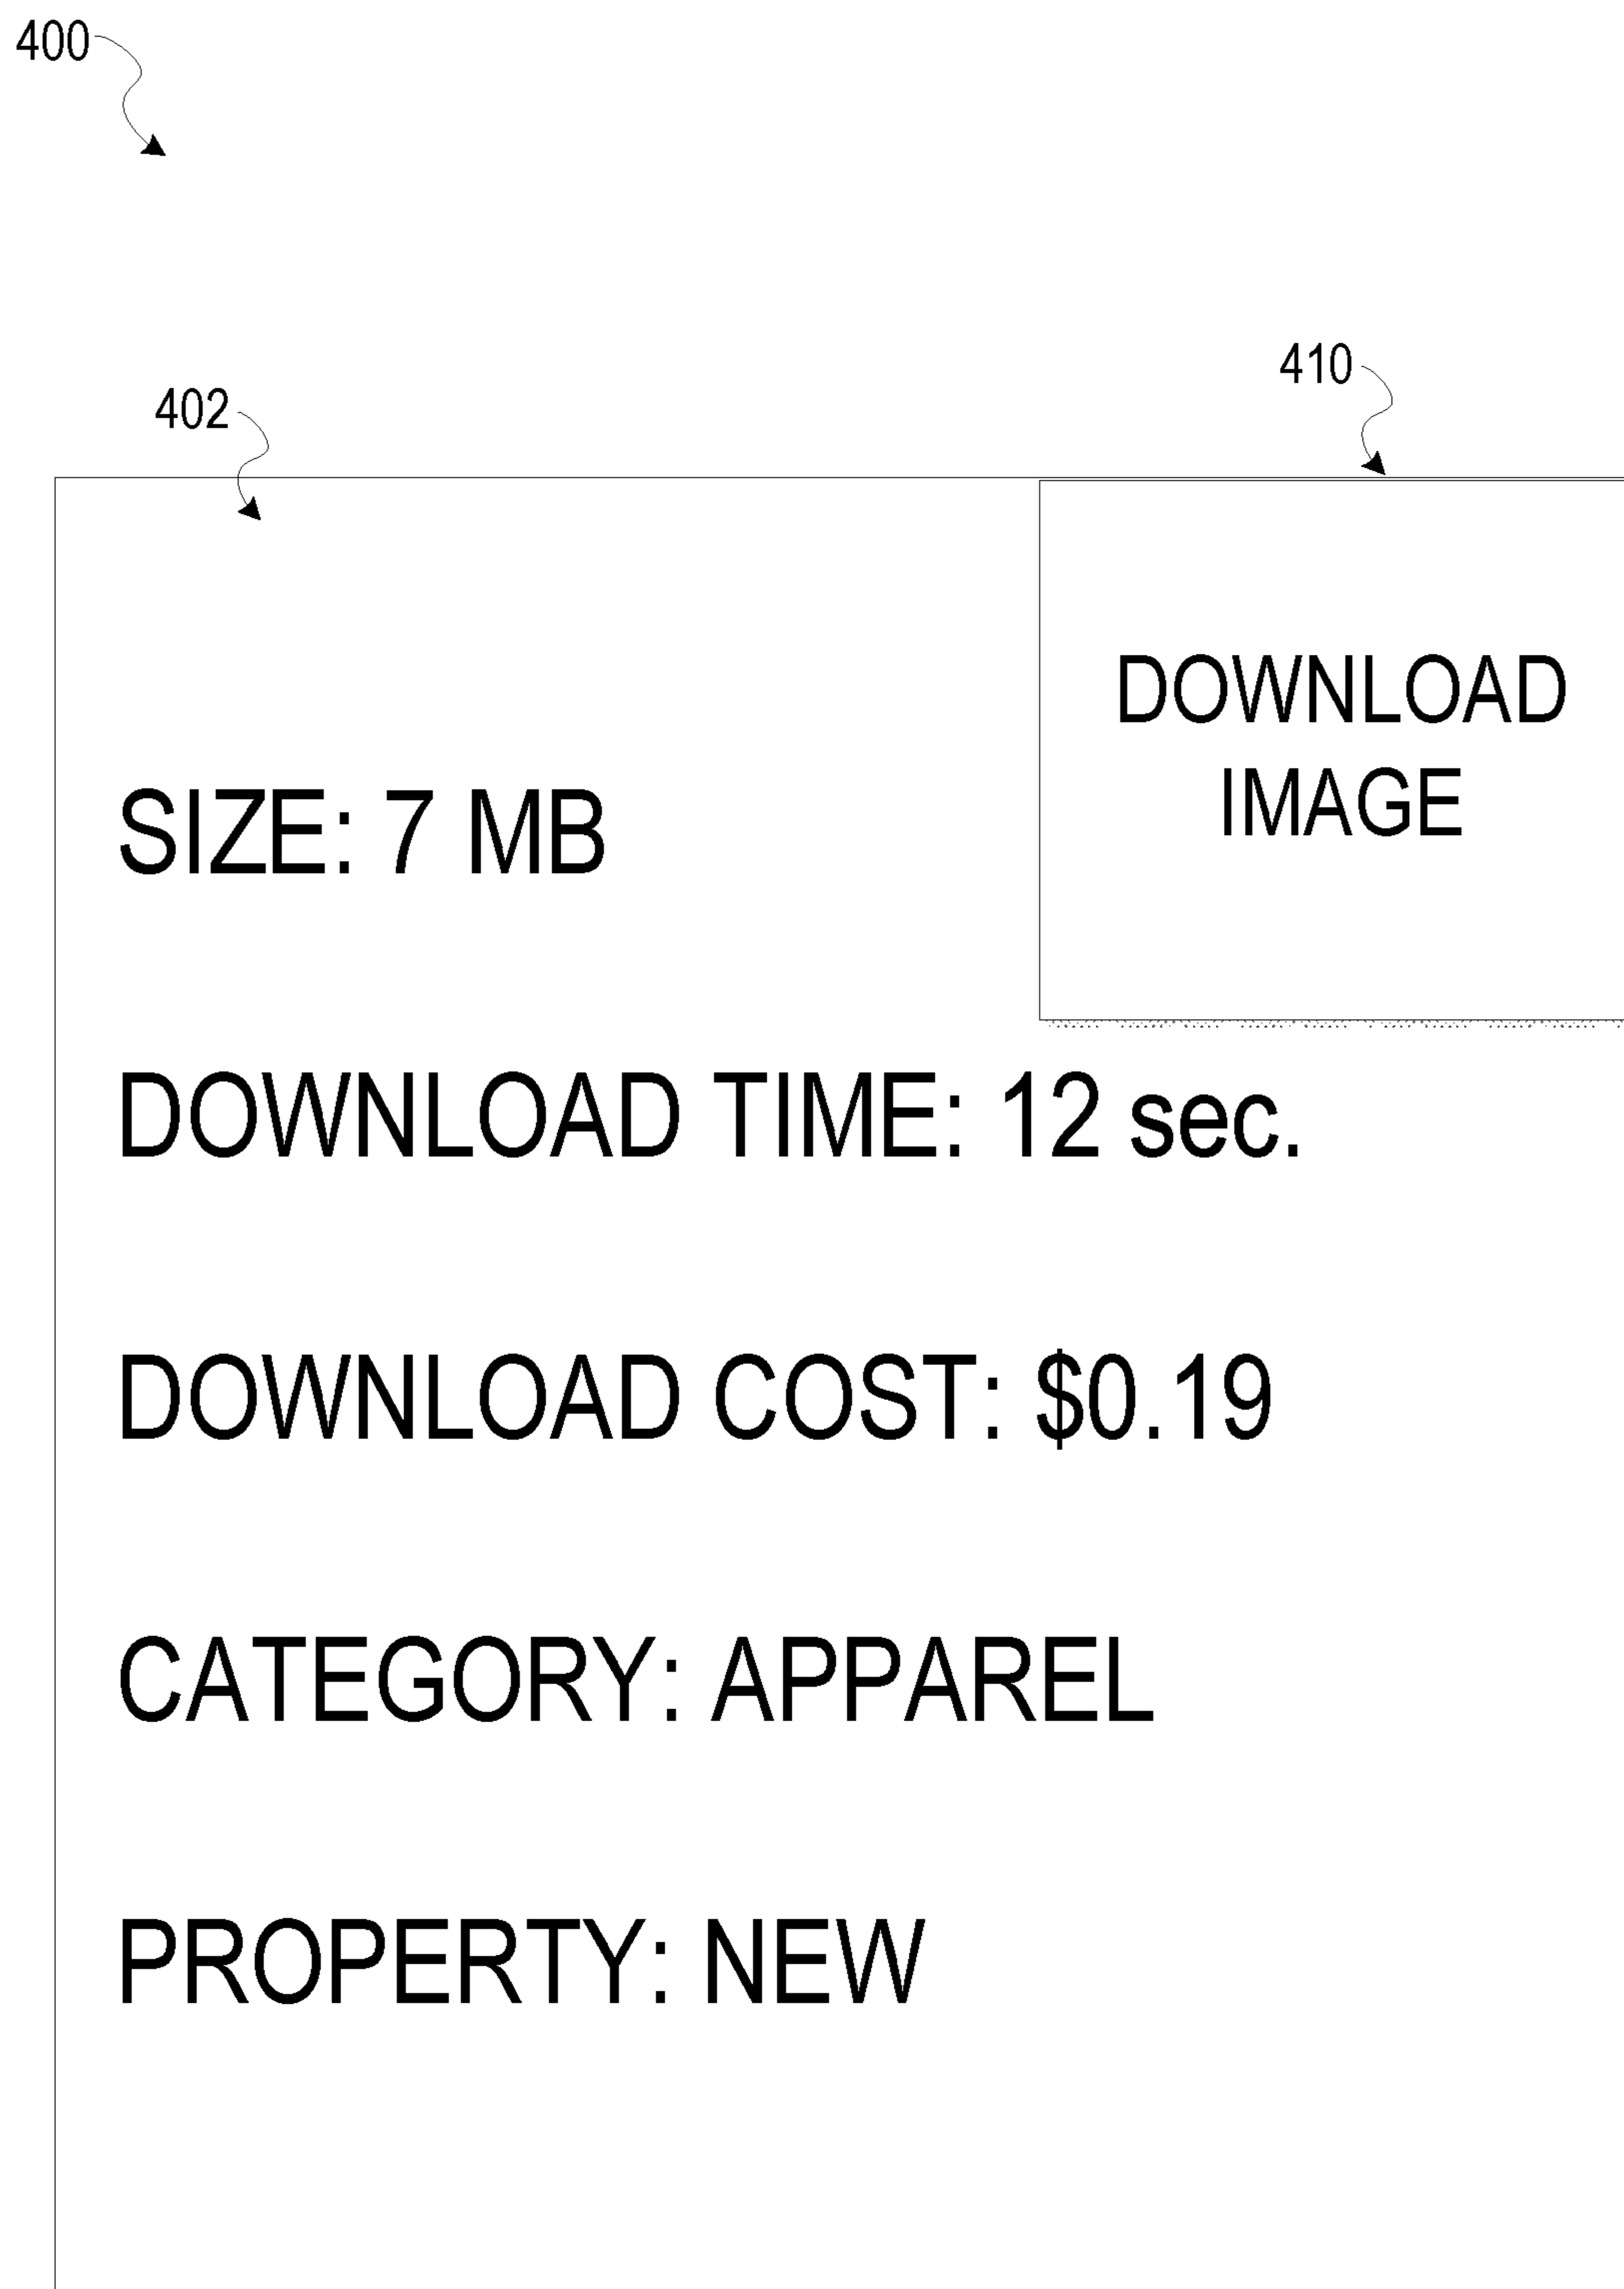 400
410
402
DOWNLOAD
IMAGE
SIZE: 7 MB
DOWNLOAD TIME: 12 sec.
DOWNLOAD COST: $0.19
CATEGORY: APPAREL
PROPERTY: NEW